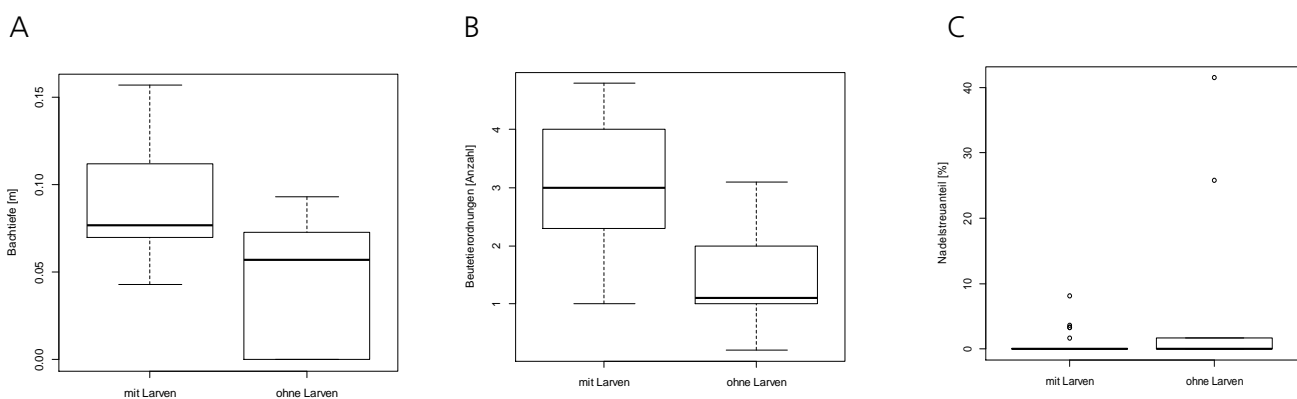 A
Bachtiefe [m]
0.15
0.10
0.05
0.00
mit Larven
ohne Larven
B
Beutetierordnungen [Anzahl]
4
3
2
1
mit Larven
ohne Larven
C
Nadelstreuanteil [%]
40
30
20
10
0
mit Larven
ohne Larven